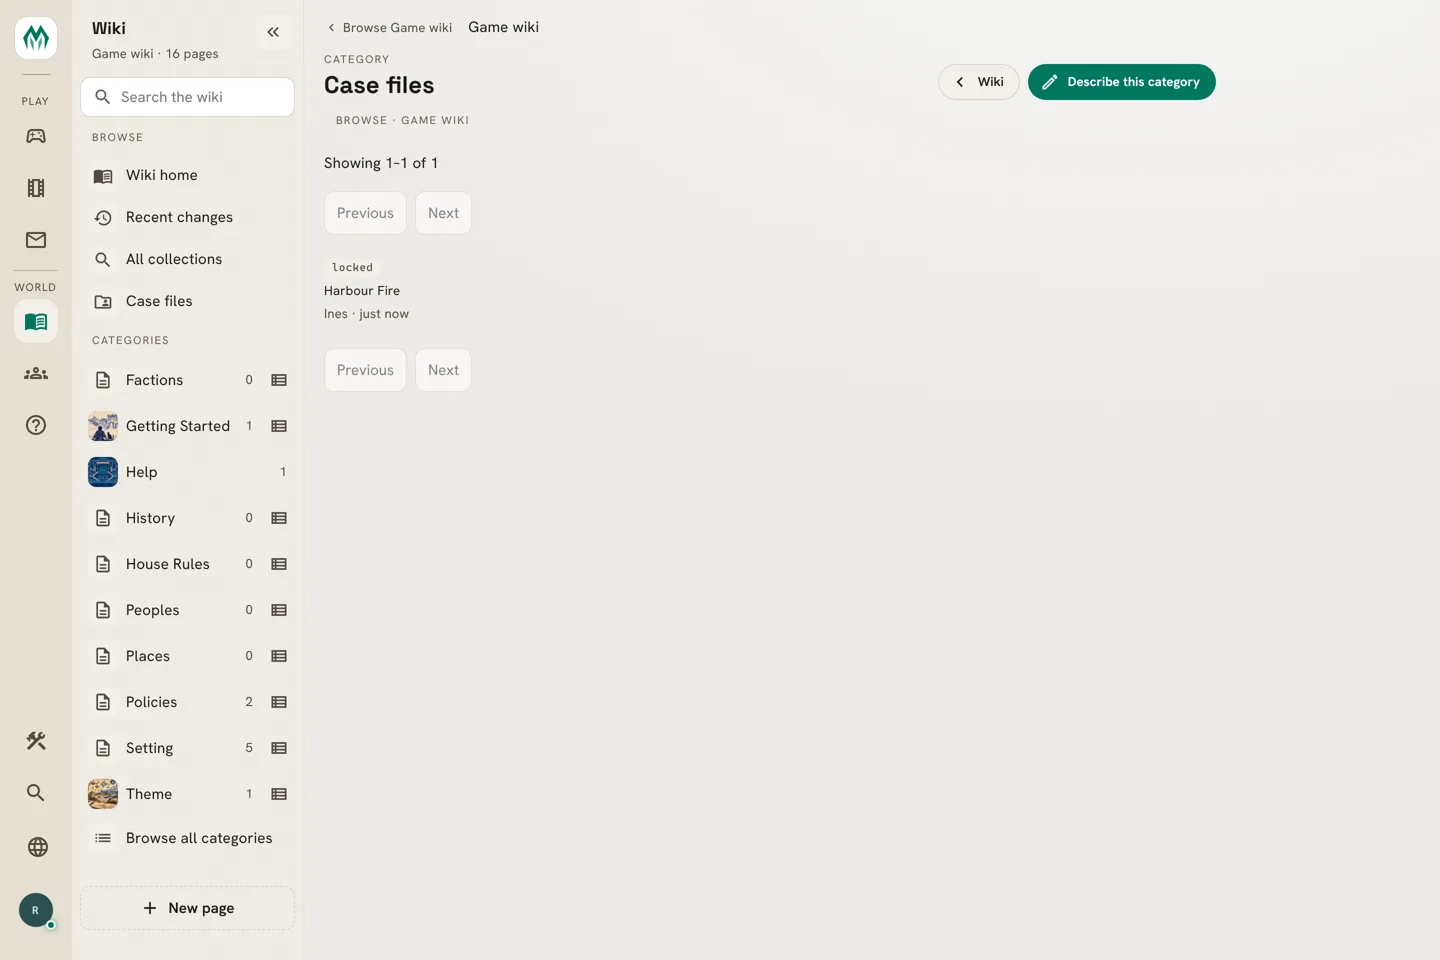 Wiki
Game wiki · 16 pages
Search the wiki
BROWSE
Wiki home
Recent changes
All collections
Case files
CATEGORIES
Factions 0
Getting Started 1
Help 1
History 0
House Rules 0
Peoples 0
Places 0
Policies 2
Setting 5
Theme 1
Browse all categories
New page
PLAY
WORLD
R
Browse Game wiki
Game wiki
CATEGORY
Case files
BROWSE · GAME WIKI
Wiki
Describe this category
Showing 1–1 of 1
Previous
Next
locked
Harbour Fire
Ines · just now
Previous
Next